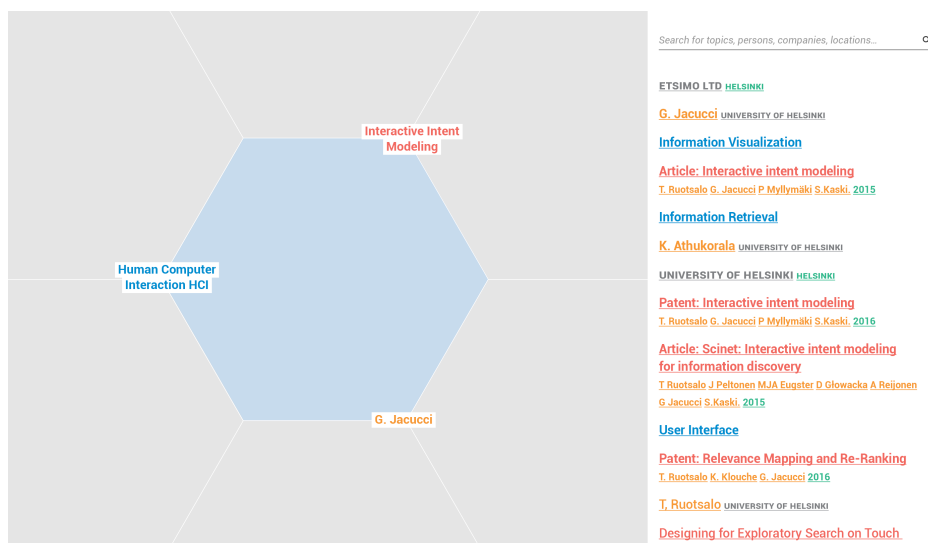 Interactive Intent
Modeling
Human Computer
Interaction HCI
G. Jacucci
Search for topics, persons, companies, locations...
ETSIMO LTD HELSINKI
G. Jacucci UNIVERSITY OF HELSINKI
Information Visualization
Article: Interactive intent modeling
T. Ruotsalo G. Jacucci P Myllymäki S.Kaski. 2015
Information Retrieval
K. Athukorala UNIVERSITY OF HELSINKI
UNIVERSITY OF HELSINKI HELSINKI
Patent: Interactive intent modeling
T. Ruotsalo G. Jacucci P Myllymäki S.Kaski. 2016
Article: Scinet: Interactive intent modeling
for information discovery
T Ruotsalo J Peltonen MJA Eugster D Głowacka A Reijonen
G Jacucci S.Kaski. 2015
User Interface
Patent: Relevance Mapping and Re-Ranking
T. Ruotsalo K. Klouche G. Jacucci 2016
T, Ruotsalo UNIVERSITY OF HELSINKI
Designing for Exploratory Search on Touch